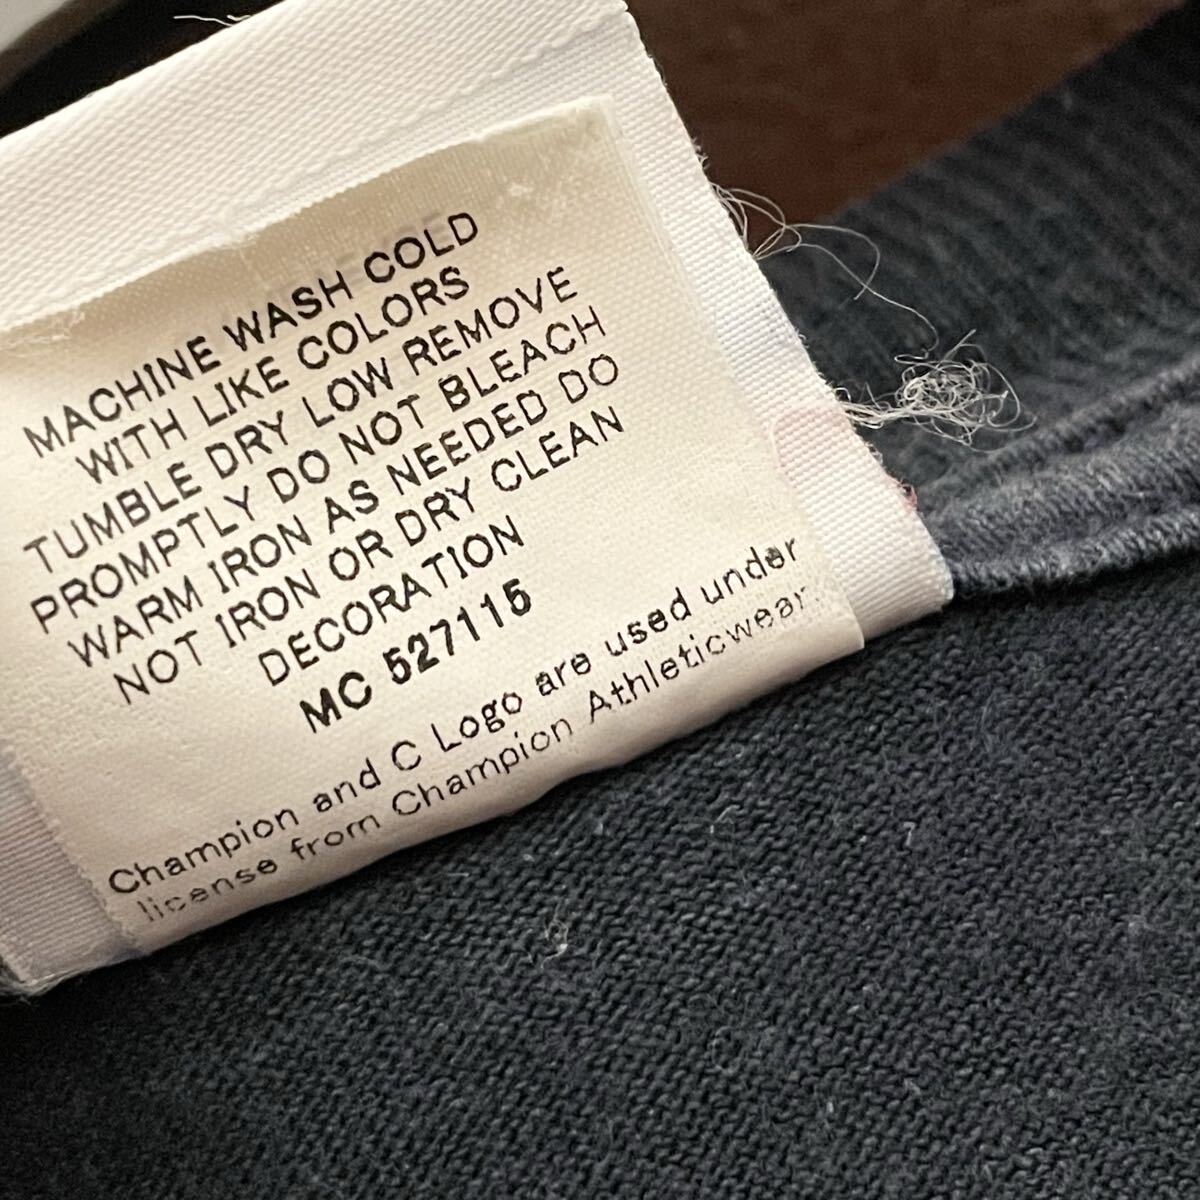 MACHINE WASH COLD
WITH LIKE COLORS
TUMBLE DRY LOW REMOVE
PROMPTLY DO NOT BLEACH
WARM IRON AS NEEDED DO
NOT IRON OR DRY CLEAN
DECORATION
MC 527115
Champion and C Logo are used under
license from Champion Athleticwear.